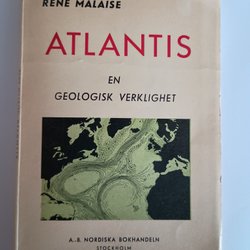 RENÉ MALAISE
ATLANTIS
EN
GEOLOGISK VERKLIGHET
A.-B. NORDISKA BOKHANDELN
STOCKHOLM